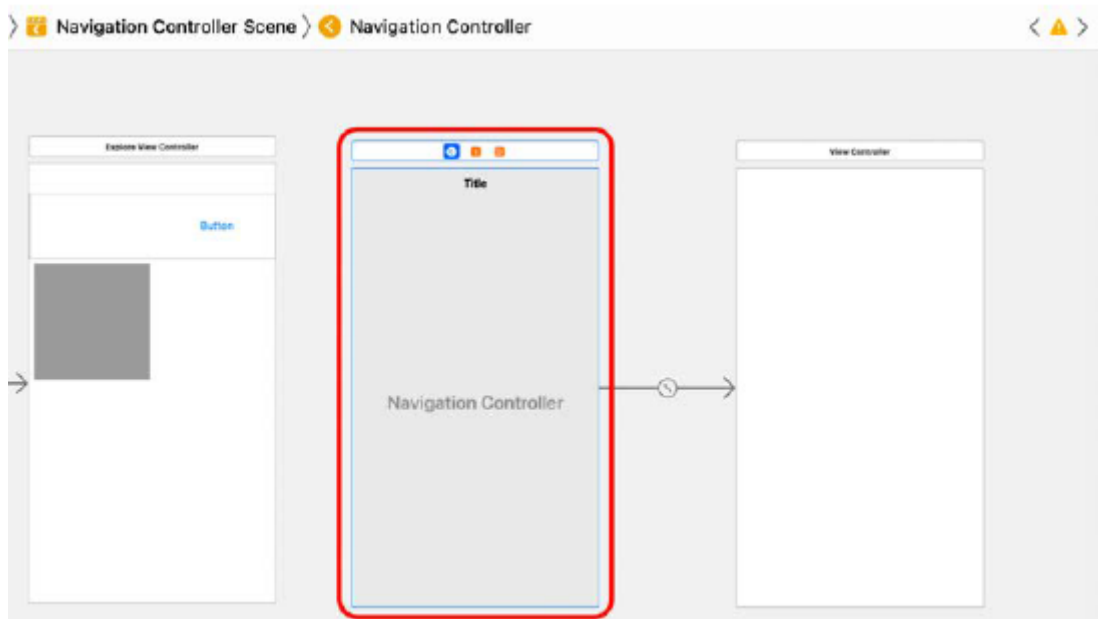 Navigation Controller Scene
Navigation Controller
Explore View Controller
Button
Title
Navigation Controller
View Controller